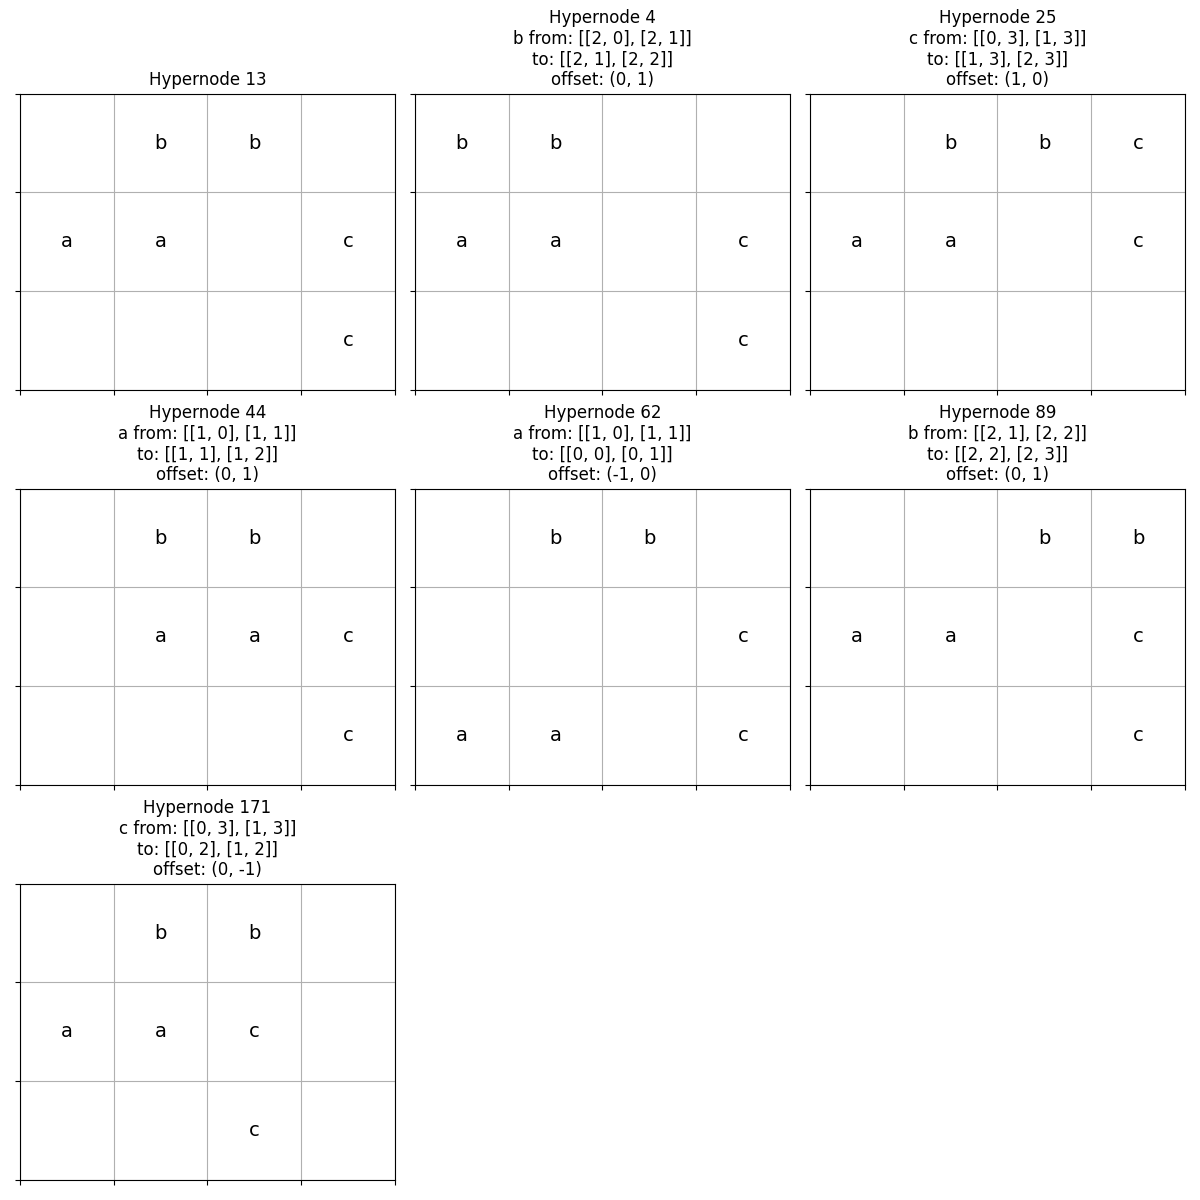 Hypernode 13
b b
a a c
c
Hypernode 4
b from: [[2, 0], [2, 1]]
to: [[2, 1], [2, 2]]
offset: (0, 1)
b b
a a c
c
Hypernode 25
c from: [[0, 3], [1, 3]]
to: [[1, 3], [2, 3]]
offset: (1, 0)
b b c
a a c
Hypernode 44
a from: [[1, 0], [1, 1]]
to: [[1, 1], [1, 2]]
offset: (0, 1)
b b
a a c
c
Hypernode 62
a from: [[1, 0], [1, 1]]
to: [[0, 0], [0, 1]]
offset: (-1, 0)
b b
c
a a c
Hypernode 89
b from: [[2, 1], [2, 2]]
to: [[2, 2], [2, 3]]
offset: (0, 1)
b b
a a c
c
Hypernode 171
c from: [[0, 3], [1, 3]]
to: [[0, 2], [1, 2]]
offset: (0, -1)
b b
a a c
c